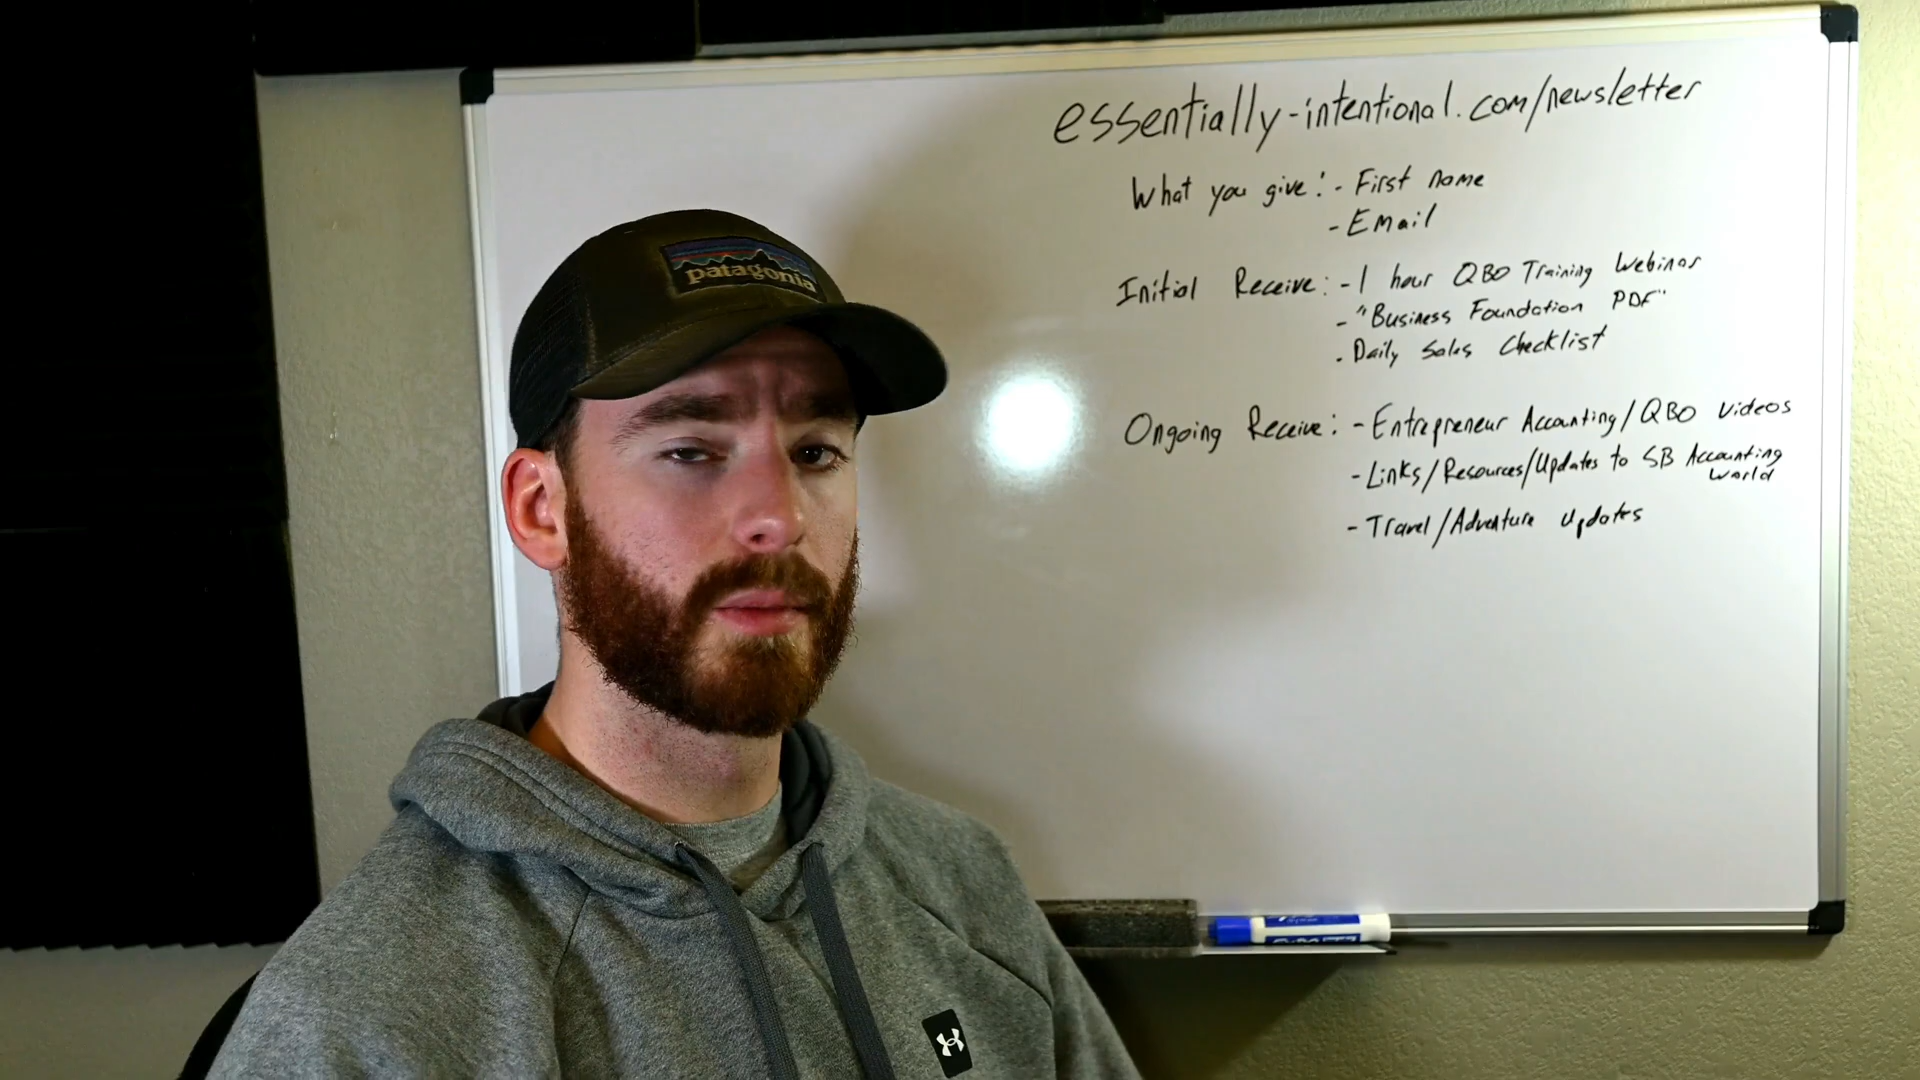 essentially-intentional.com/newsletter
What you give: - First name
- Email
Initial Receive: - 1 hour QBO Training Webinar
- "Business Foundation PDF"
- Daily Sales Checklist
Ongoing Receive: - Entrepreneur Accounting/QBO Videos
- Links/Resources/Updates to SB Accounting
World
- Travel/Adventure Updates
patagonia